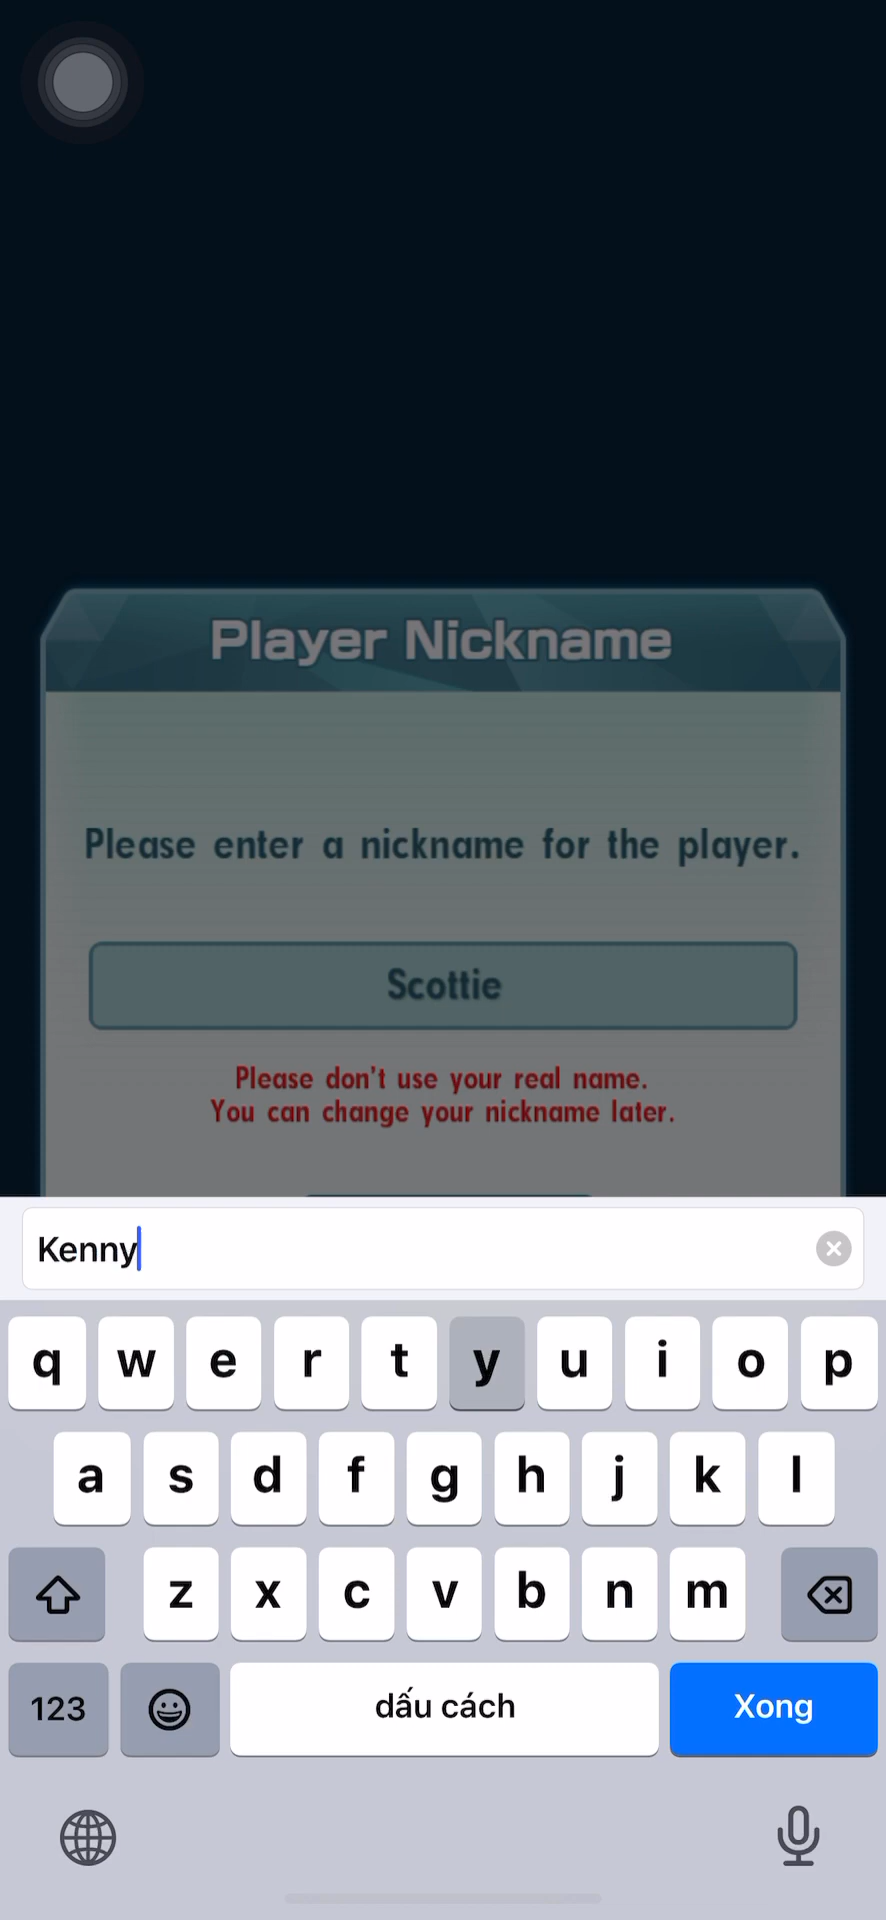 Player Nickname
Please enter a nickname for the player.
Scottie
Please don't use your real name.
You can change your nickname later.
Kenny
q w e r t y u i o p
a s d f g h j k l
z x c v b n m
123 dấu cách Xong